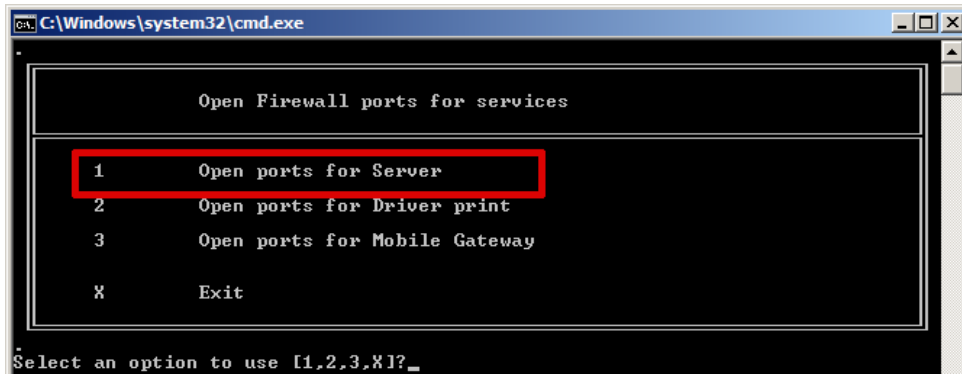 C:\Windows\system32\cmd.exe
.
Open Firewall ports for services
1 Open ports for Server
2 Open ports for Driver print
3 Open ports for Mobile Gateway
X Exit
.
Select an option to use [1,2,3,X]?_